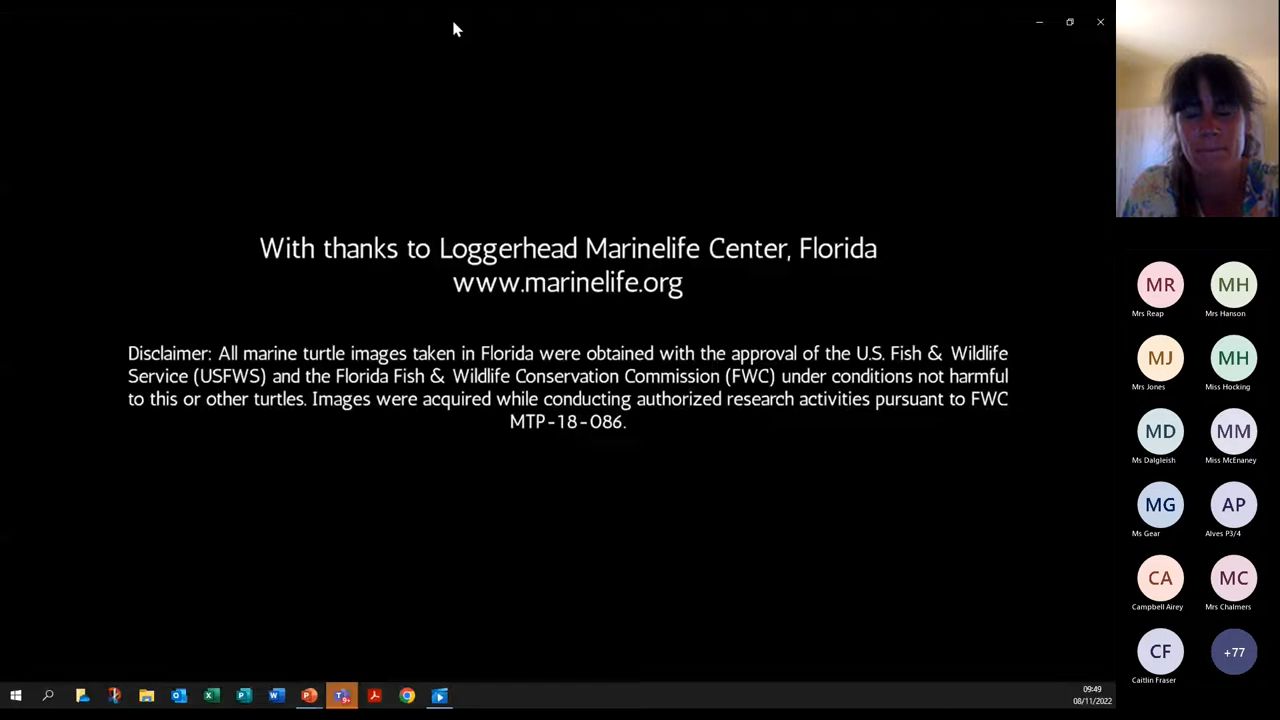 With thanks to Loggerhead Marinelife Center, Florida
www.marinelife.org
Disclaimer: All marine turtle images taken in Florida were obtained with the approval of the U.S. Fish & Wildlife
Service (USFWS) and the Florida Fish & Wildlife Conservation Commission (FWC) under conditions not harmful
to this or other turtles. Images were acquired while conducting authorized research activities pursuant to FWC
MTP-18-086.
MR MH
Mrs Reap Mrs Hanson
MJ MH
Mrs Jones Miss Hocking
MD MM
Ms Dalgleish Miss McEnaney
MG AP
Ms Gear Alves P3/4
CA MC
Campbell Airey Mrs Chalmers
CF +77
Caitlin Fraser
09:49
08/11/2022